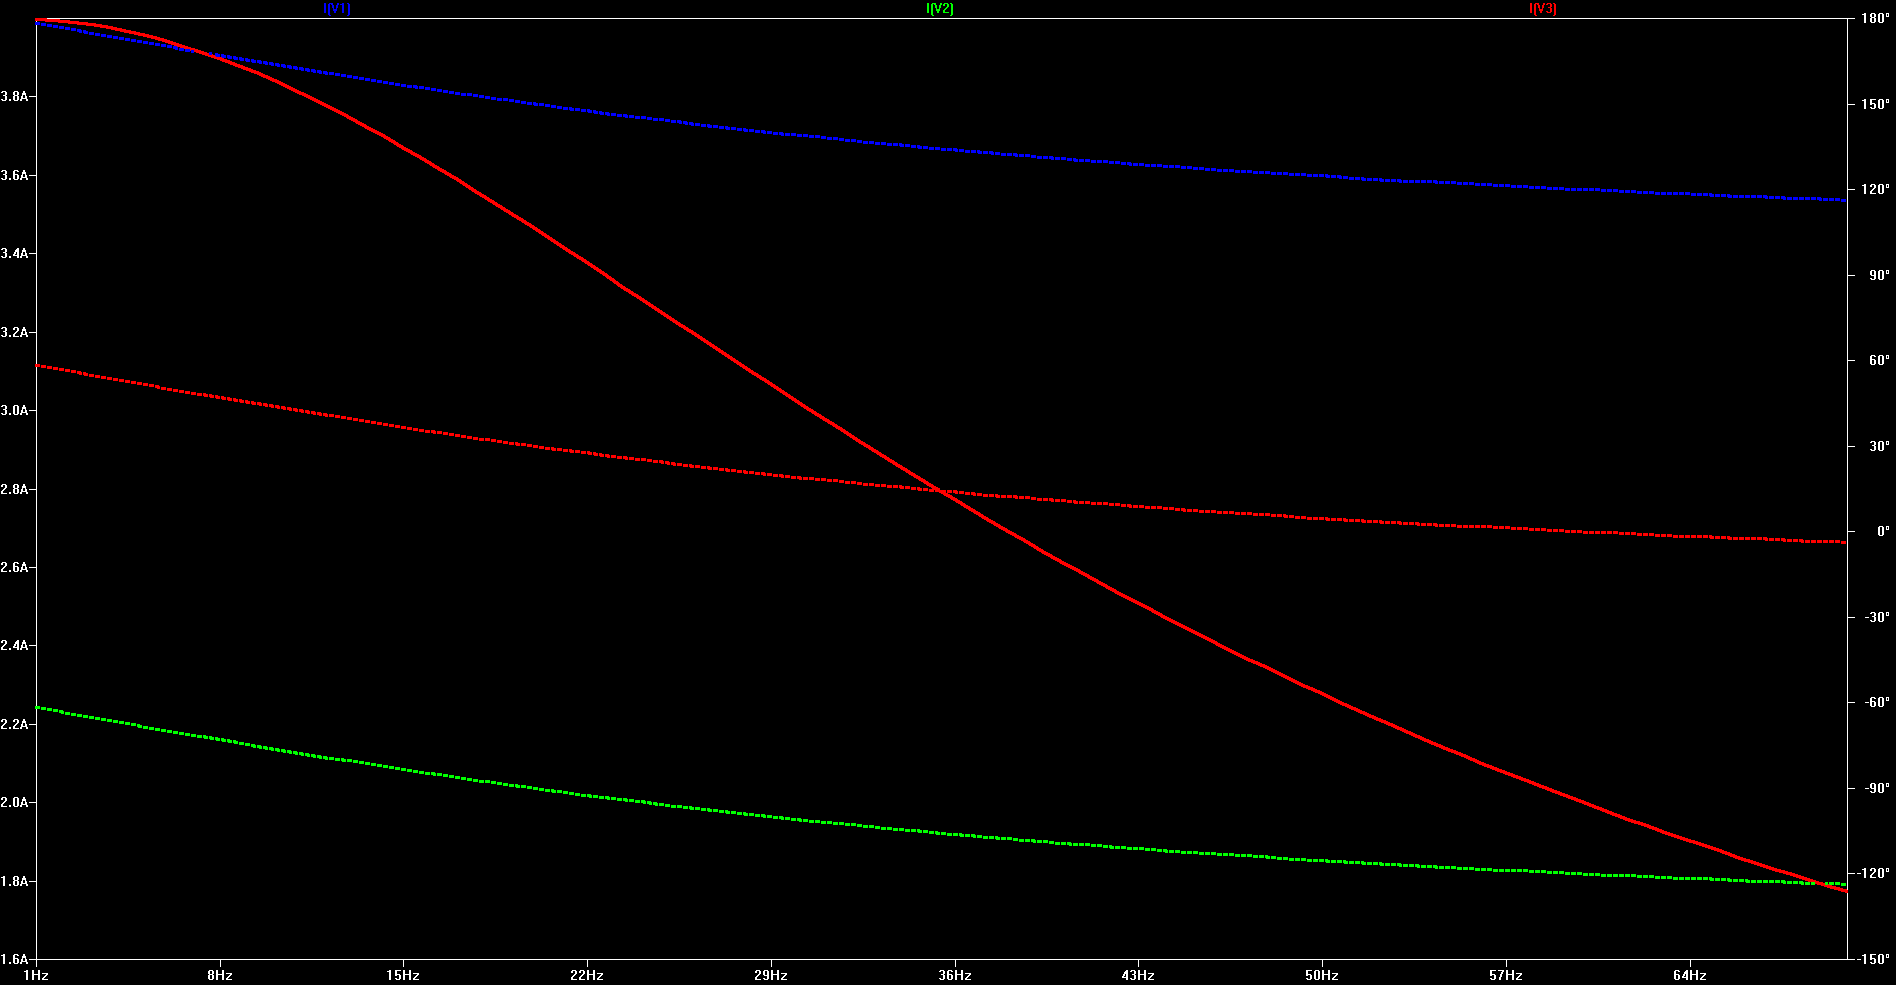 I(V1) I(V2) I(V3)
180°
3.8A 150°
3.6A 120°
3.4A 90°
3.2A 60°
3.0A 30°
2.8A 0°
2.6A -30°
2.4A -60°
2.2A -90°
2.0A -120°
1.8A -150°
1.6A
1Hz 8Hz 15Hz 22Hz 29Hz 36Hz 43Hz 50Hz 57Hz 64Hz